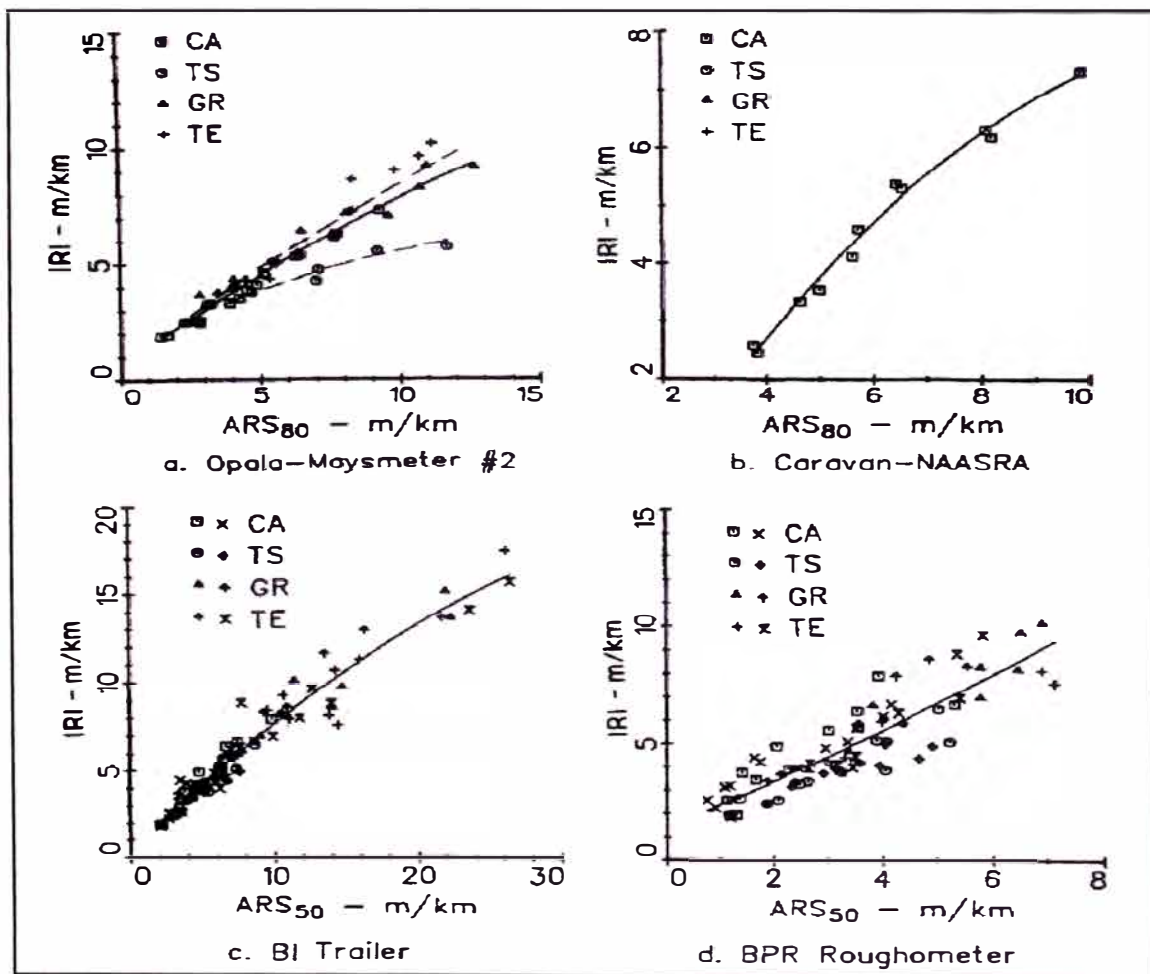 15
CA
TS
GR
TE
10
5
0
IRI - m/km
0
5
10
15
ARS80 - m/km
a. Opala-Maysmeter #2
8
CA
TS
GR
TE
6
4
2
IRI - m/km
2
4
6
8
10
ARS80 - m/km
b. Caravan-NAASRA
20
CA
TS
GR
TE
15
10
5
0
IRI - m/km
0
10
20
30
ARS50 - m/km
c. BI Trailer
15
CA
TS
GR
TE
10
5
0
IRI - m/km
0
2
4
6
8
ARS50 - m/km
d. BPR Roughometer